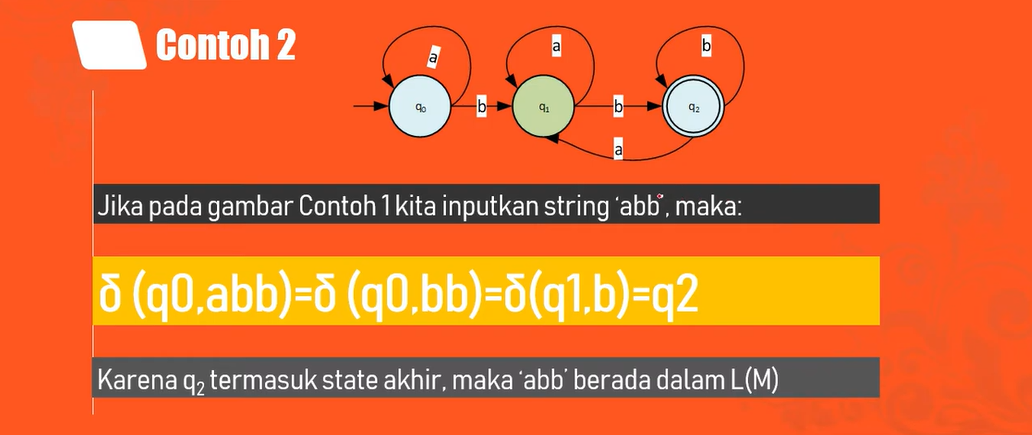 Contoh 2
a
a
b
q₀
b
q₁
b
q₂
a
Jika pada gambar Contoh 1 kita inputkan string ‘abb’, maka:
δ (q0,abb)=δ (q0,bb)=δ(q1,b)=q2
Karena q₂ termasuk state akhir, maka ‘abb’ berada dalam L(M)